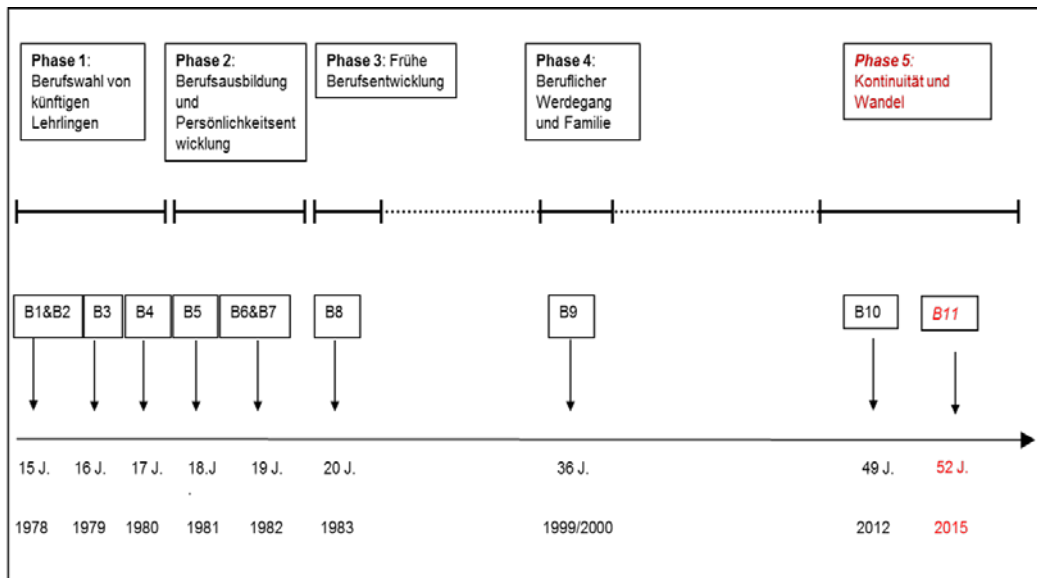 Phase 1:
Berufswahl von
künftigen
Lehrlingen
Phase 2:
Berufsausbildung
und
Persönlichkeitsent
wicklung
Phase 3: Frühe
Berufsentwicklung
Phase 4:
Beruflicher
Werdegang
und Familie
Phase 5:
Kontinuität und
Wandel
B1&B2
B3
B4
B5
B6&B7
B8
B9
B10
B11
15 J.
16 J.
17 J.
18.J
.
19 J.
20 J.
36 J.
49 J.
52 J.
1978
1979
1980
1981
1982
1983
1999/2000
2012
2015